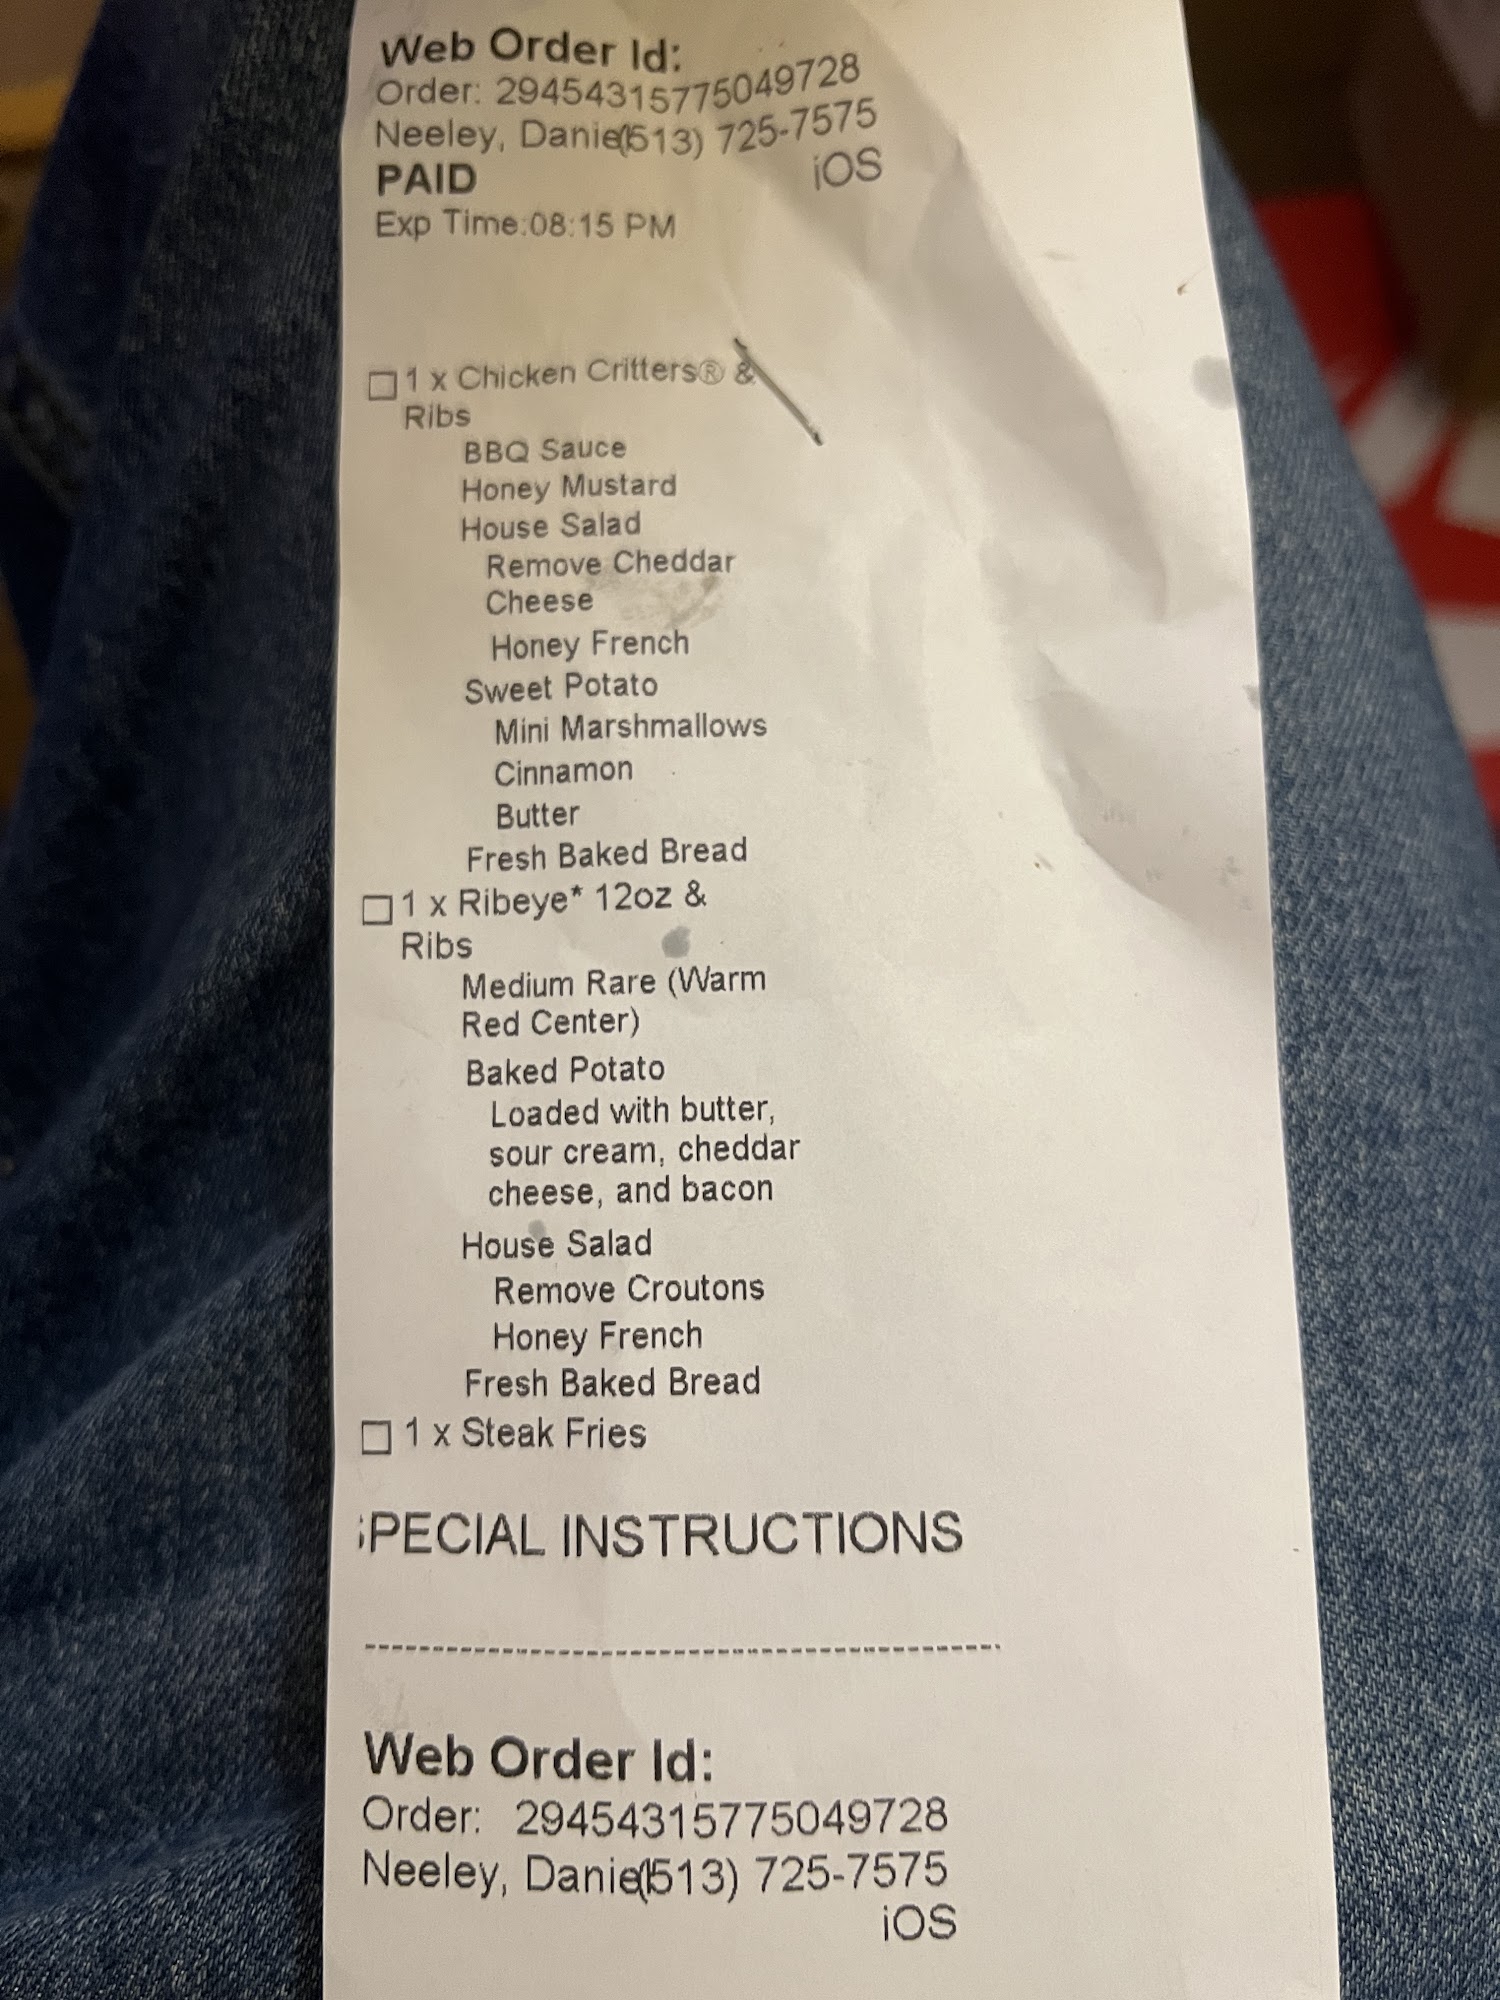 Web Order Id:
Order: 29454315775049728
Neeley, Danie(513) 725-7575
PAID
iOS
Exp Time:08:15 PM
1 x Chicken Critters® &
Ribs
BBQ Sauce
Honey Mustard
House Salad
Remove Cheddar
Cheese
Honey French
Sweet Potato
Mini Marshmallows
Cinnamon
Butter
Fresh Baked Bread
1 x Ribeye* 12oz &
Ribs
Medium Rare (Warm
Red Center)
Baked Potato
Loaded with butter,
sour cream, cheddar
cheese, and bacon
House Salad
Remove Croutons
Honey French
Fresh Baked Bread
1 x Steak Fries
SPECIAL INSTRUCTIONS
-----------------------------------------------
Web Order Id:
Order: 29454315775049728
Neeley, Danie(513) 725-7575
iOS